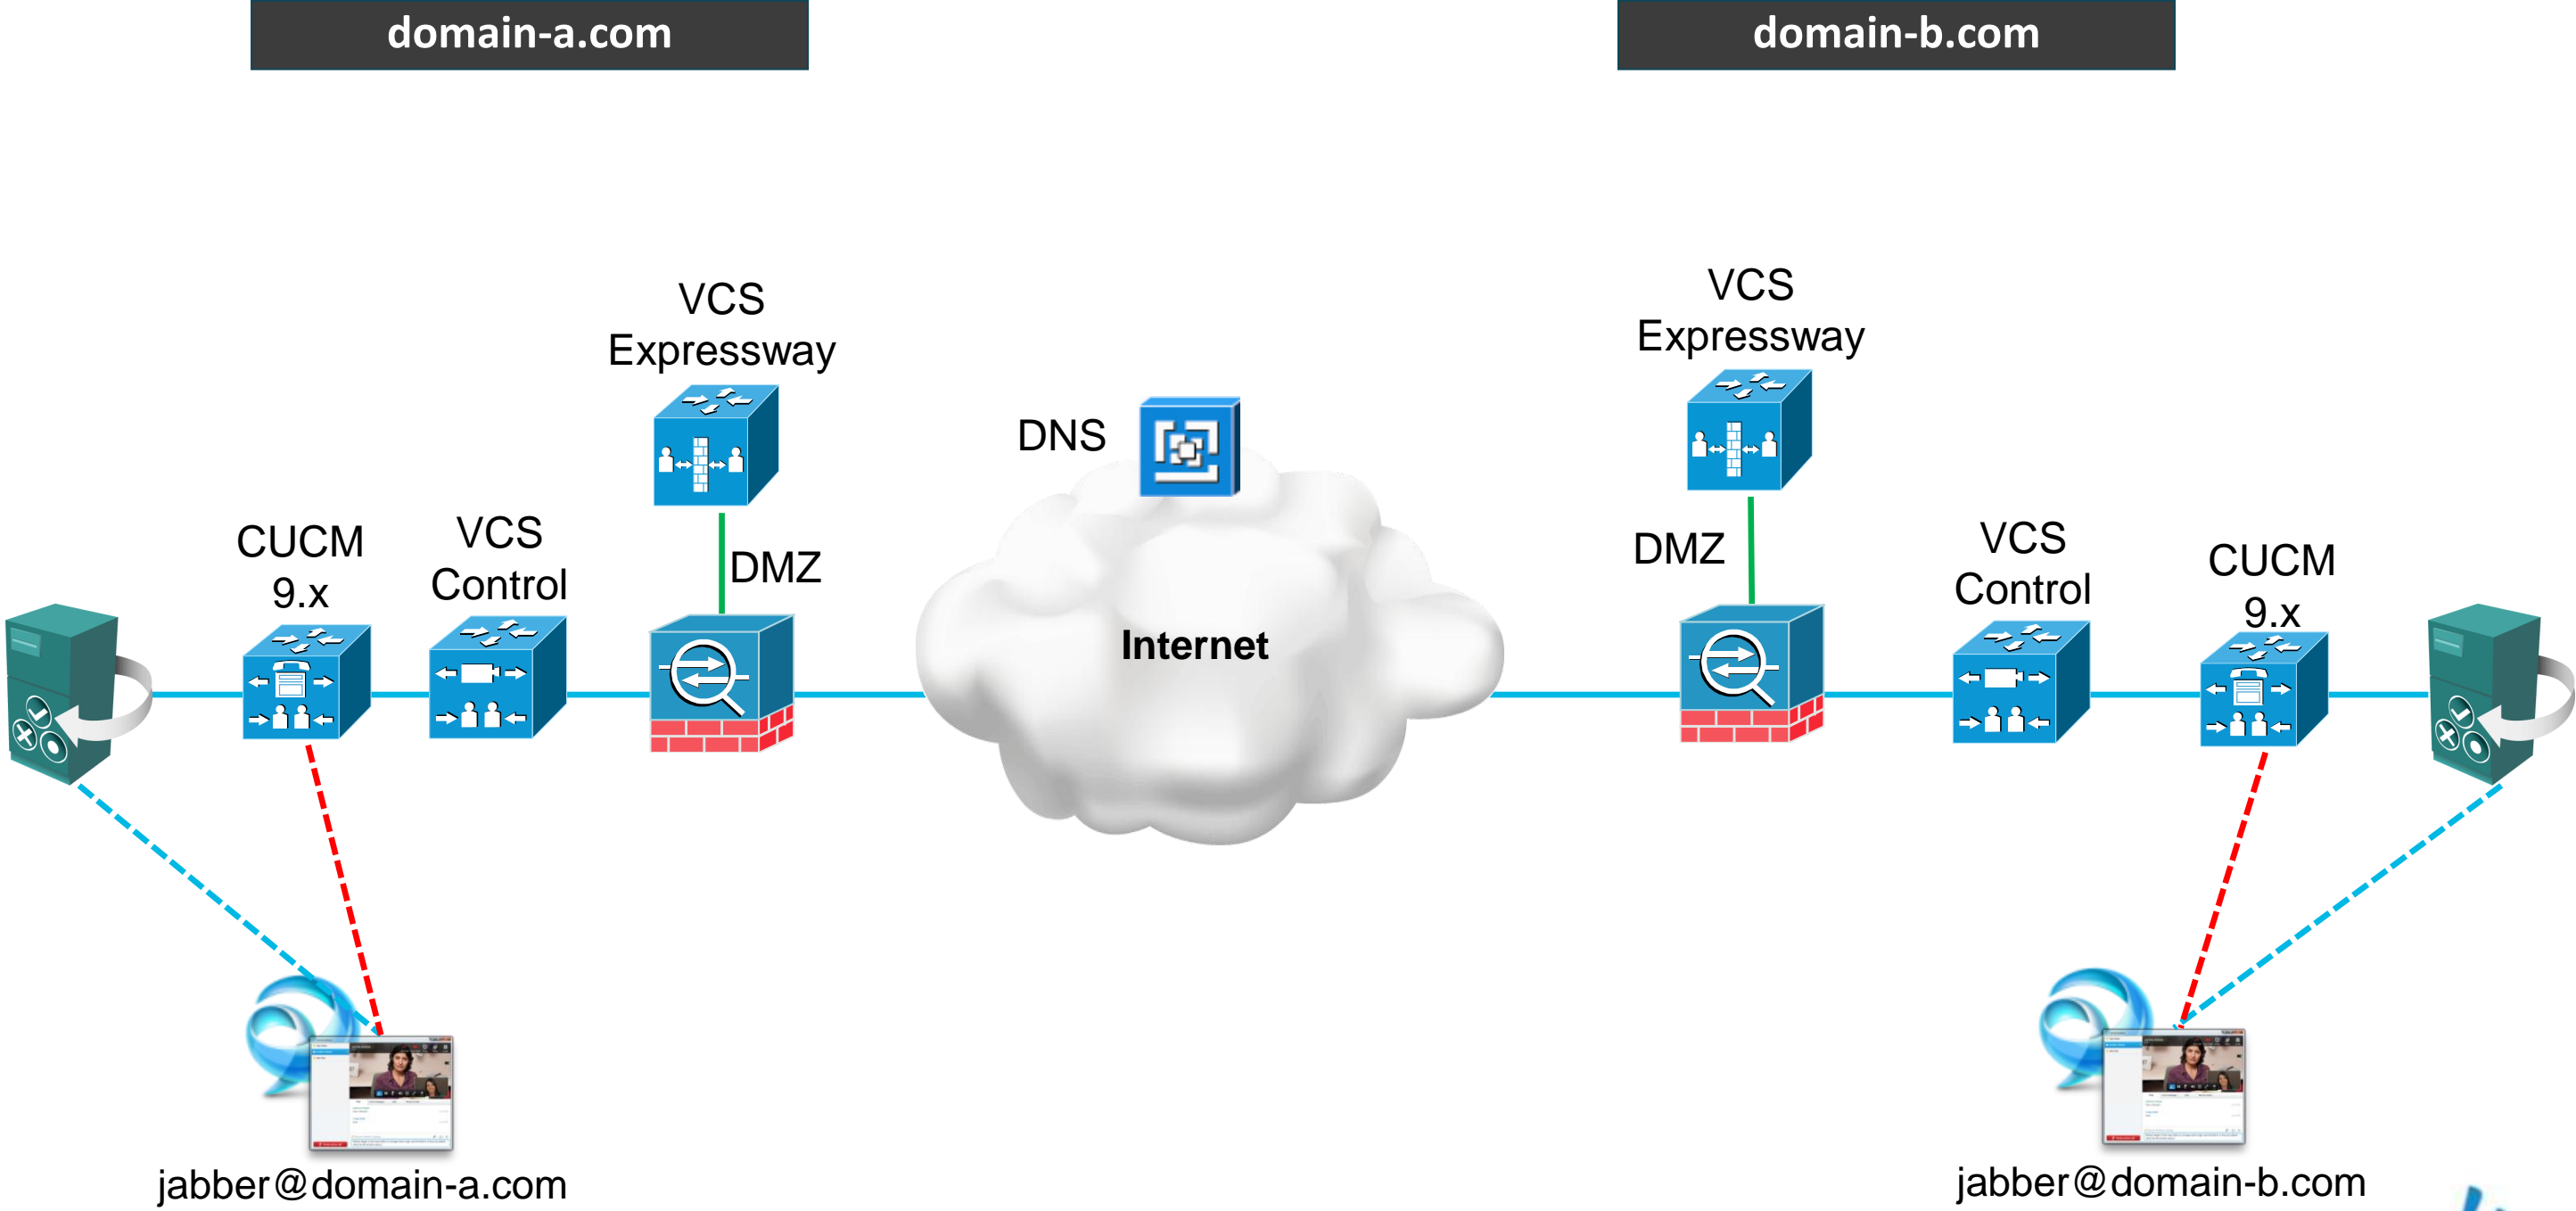 domain-a.com
domain-b.com
VCS
Expressway
VCS
Expressway
DNS
CUCM
9.x
VCS
Control
DMZ
Internet
DMZ
VCS
Control
CUCM
9.x
jabber@domain-a.com
jabber@domain-b.com